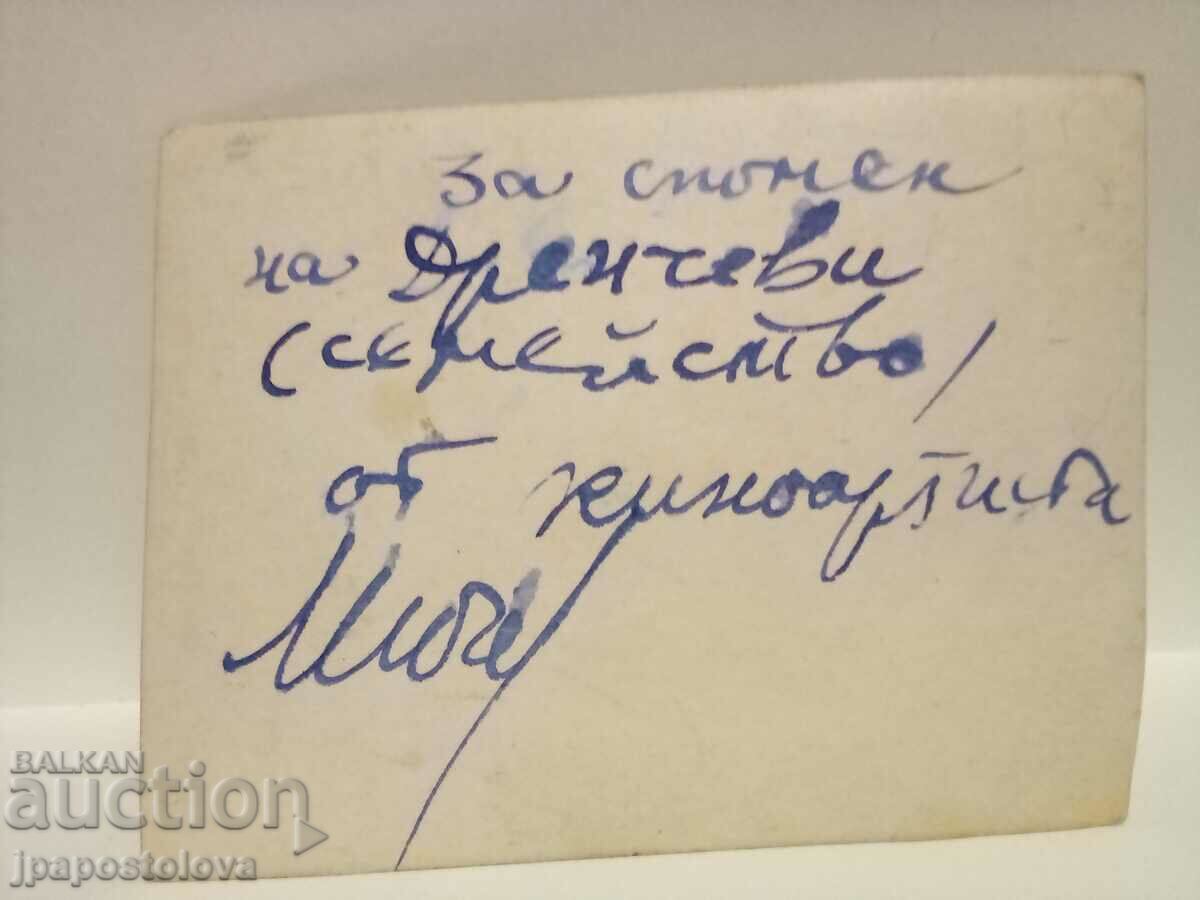 за спомен
на Дренчеви
(семейство/
от киноартиста
BALKAN
auction
jpapostolova